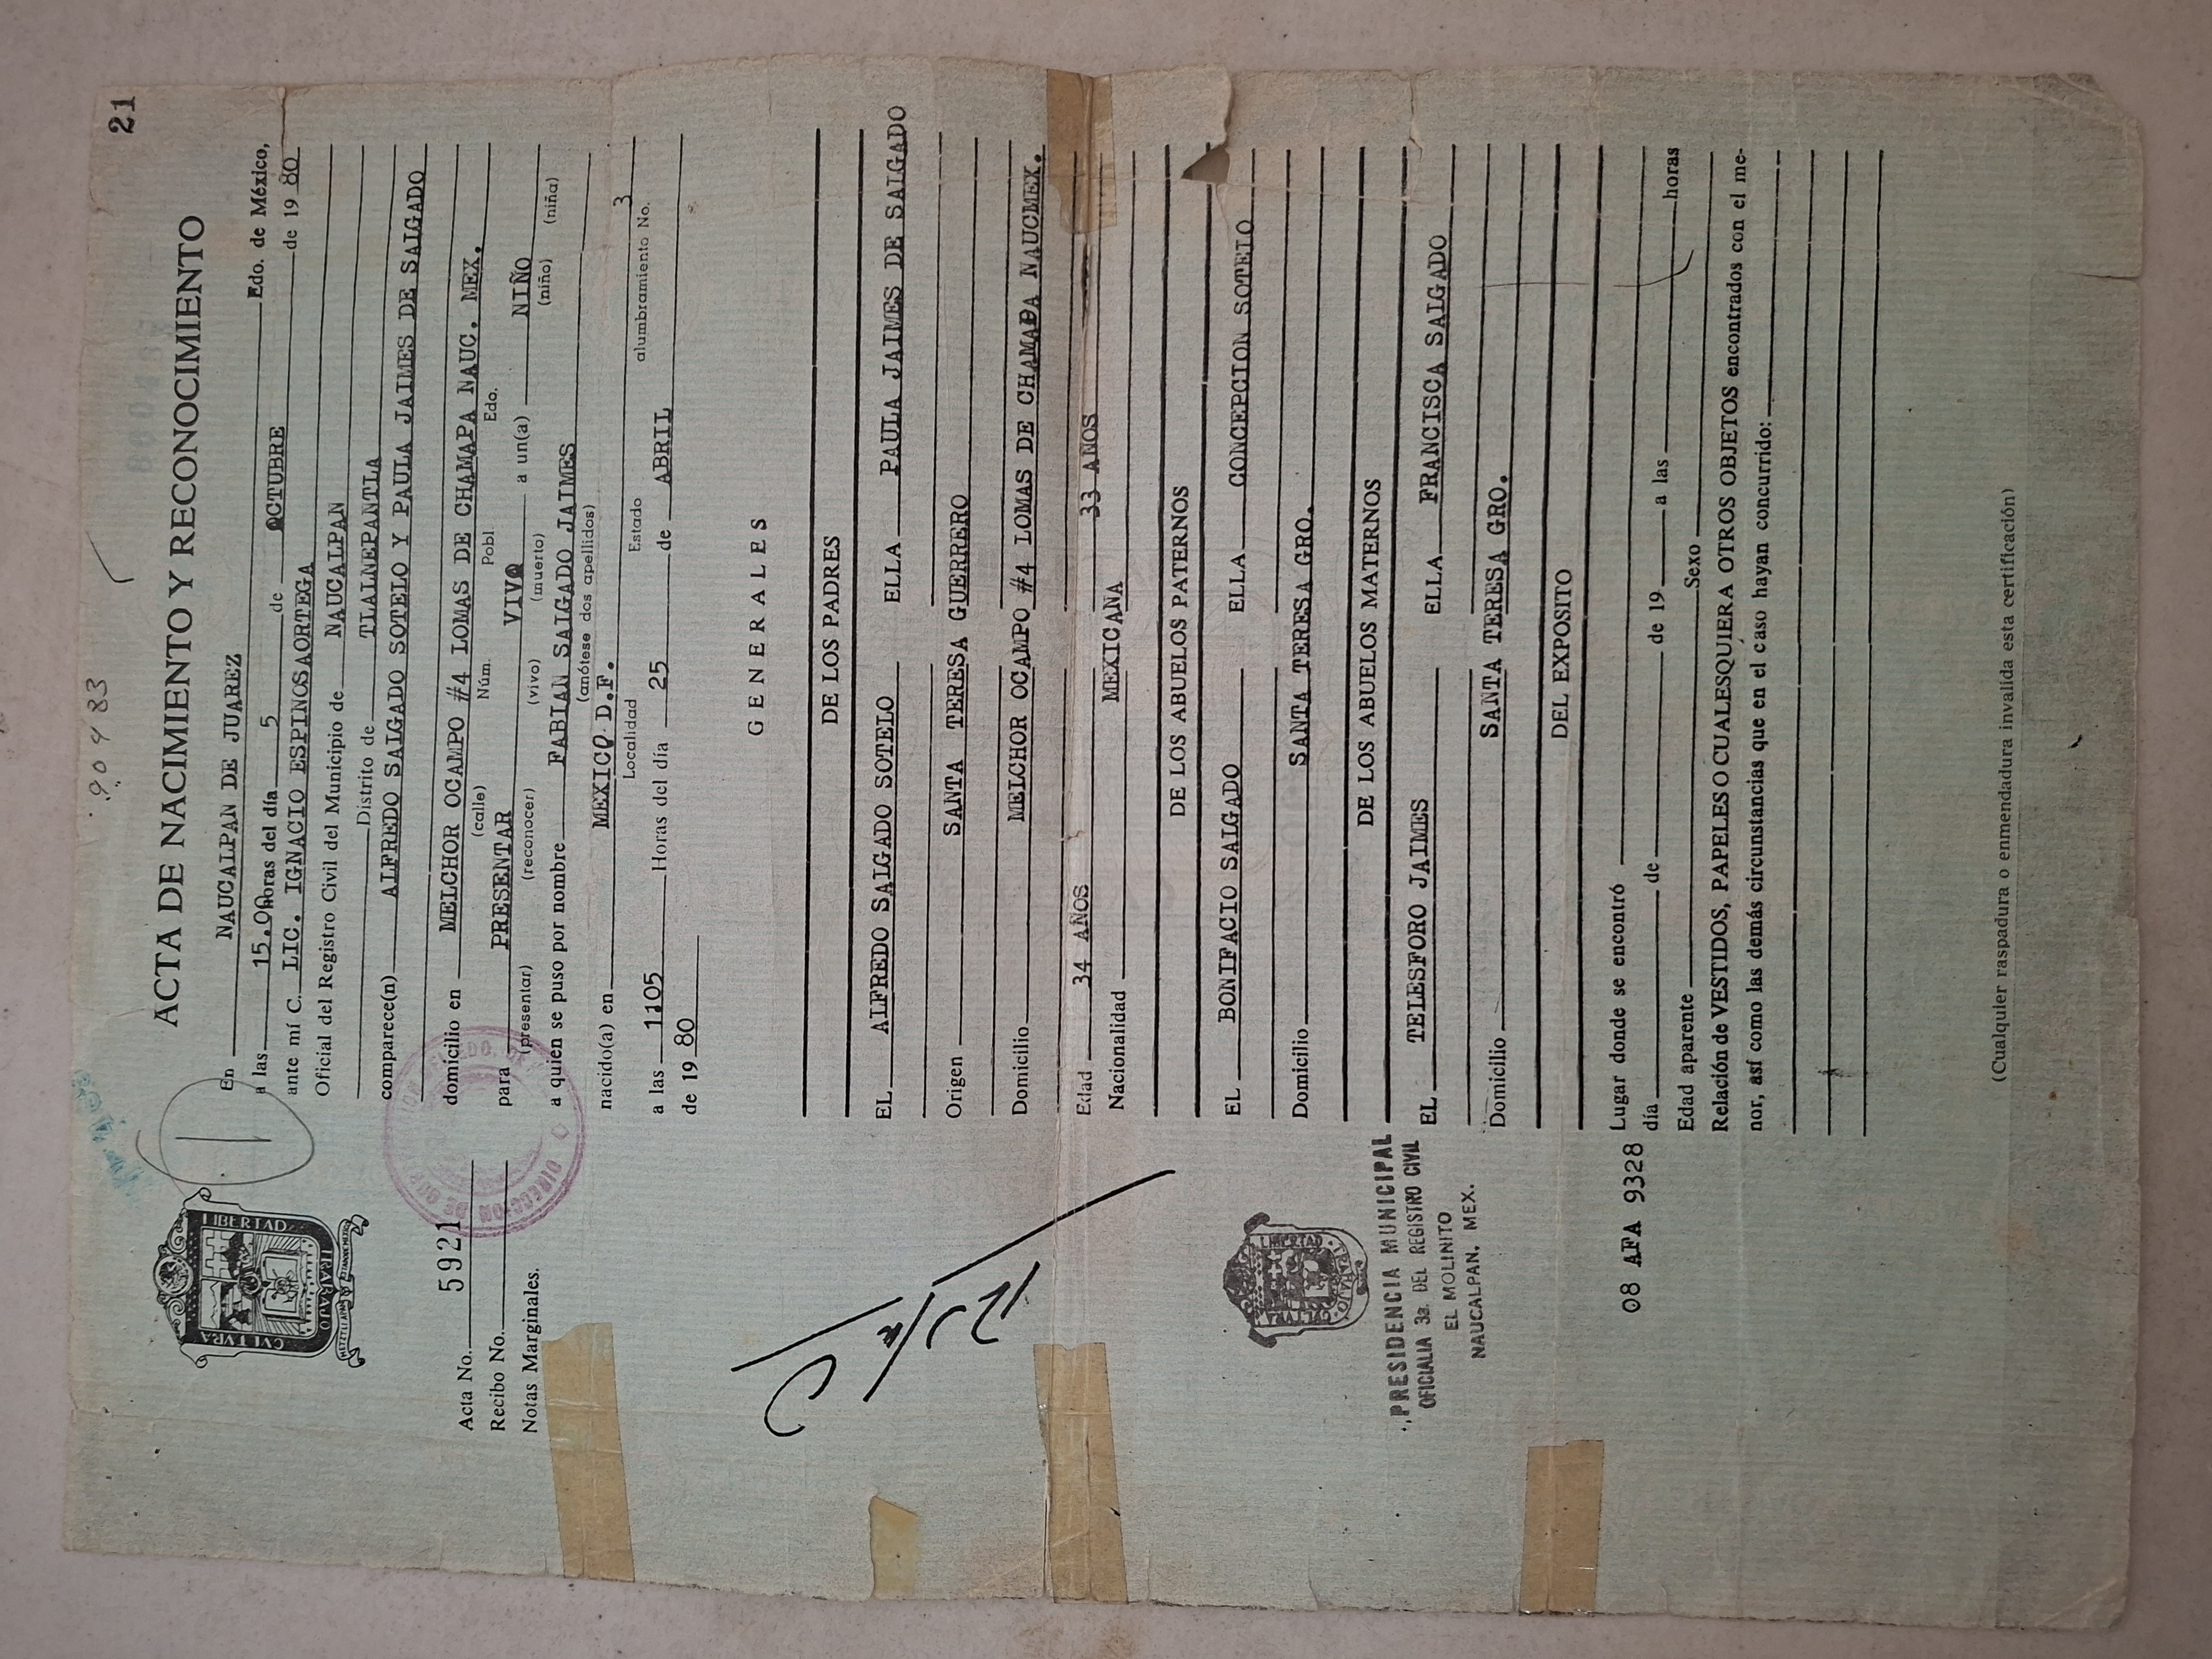 90483
21
ACTA DE NACIMIENTO Y RECONOCIMIENTO
En NAUCALPAN DE JUAREZ Edo. de México,
a las 15.00 horas del día 5 de OCTUBRE de 19 80
ante mí C. LIC. IGNACIO ESPINOSAORTEGA
Oficial del Registro Civil del Municipio de NAUCALPAN
Distrito de TLALNEPANTLA
comparece(n) ALFREDO SALGADO SOTELO Y PAULA JAIMES DE SALGADO
domicilio en MELCHOR OCAMPO #4 LOMAS DE CHAMAPA NAUC. MEX.
(calle) Núm. Pobl Edo.
para PRESENTAR VIVO a un(a) NIÑO
(presentar) (reconocer) (vivo) (muerto) (niño) (niña)
a quien se puso por nombre FABIAN SALGADO JAIMES
(anótese dos apellidos)
nacido(a) en MEXICO D.F. 3
Localidad Estado alumbramiento No.
a las 1105 Horas del día 25 de ABRIL
de 19 80
LIBERTAD
TRABAJO
CVLTVRA
Acta No. 5921
Recibo No.
Notas Marginales.
GENERALES
DE LOS PADRES
EL ALFREDO SALGADO SOTELO ELLA PAULA JAIMES DE SALGADO
Origen SANTA TERESA GUERRERO
Domicilio MELCHOR OCAMPO #4 LOMAS DE CHAMAPA NAUCMEX.
Edad 34 AÑOS 33 AÑOS
Nacionalidad MEXICANA
DE LOS ABUELOS PATERNOS
EL BONIFACIO SALGADO ELLA CONCEPCION SOTELO
Domicilio SANTA TERESA GRO.
DE LOS ABUELOS MATERNOS
EL TELESFORO JAIMES ELLA FRANCISCA SALGADO
Domicilio SANTA TERESA GRO.
PRESIDENCIA MUNICIPAL
OFICIALIA 3a. DEL REGISTRO CIVIL
EL MOLINITO
NAUCALPAN, MEX.
DEL EXPOSITO
08 AFA 9328
Lugar donde se encontró
día de de 19 a las horas
Edad aparente Sexo
Relación de VESTIDOS, PAPELES O CUALESQUIERA OTROS OBJETOS encontrados con el me-
nor, así como las demás circunstancias que en el caso hayan concurrido:
(Cualquier raspadura o enmendadura invalida esta certificación)